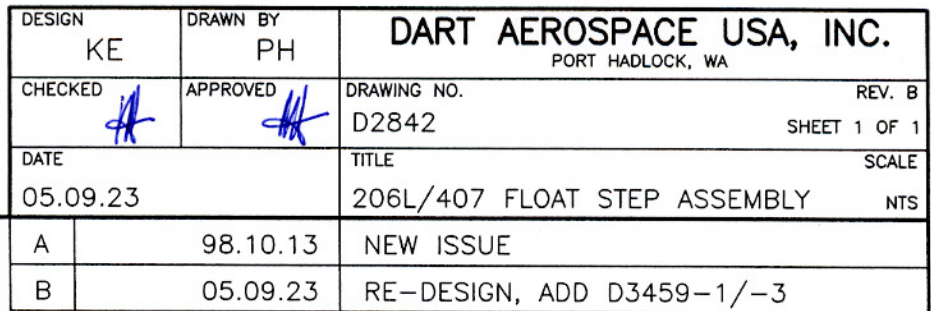 DESIGN
KE
DRAWN BY
PH
DART AEROSPACE USA, INC.
PORT HADLOCK, WA
CHECKED
APPROVED
DRAWING NO.
D2842
REV. B
SHEET 1 OF 1
DATE
05.09.23
TITLE
206L/407 FLOAT STEP ASSEMBLY
SCALE
NTS
A 98.10.13 NEW ISSUE
B 05.09.23 RE-DESIGN, ADD D3459-1/-3